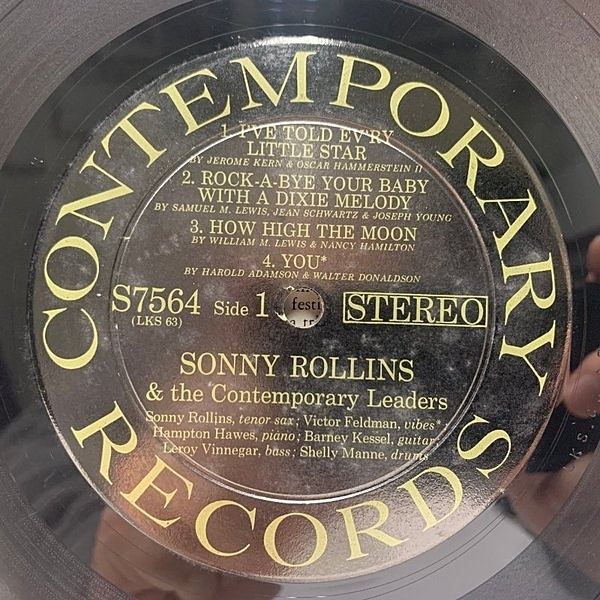 CONTEMPORARY
1. I'VE TOLD EV'RY
LITTLE STAR
BY JEROME KERN & OSCAR HAMMERSTEIN II
2. ROCK-A-BYE YOUR BABY
WITH A DIXIE MELODY
BY SAMUEL M. LEWIS, JEAN SCHWARTZ & JOSEPH YOUNG
3. HOW HIGH THE MOON
BY WILLIAM M. LEWIS & NANCY HAMILTON
4. YOU*
BY HAROLD ADAMSON & WALTER DONALDSON
S7564 Side 1 STEREO
(LKS 63)
festi
SONNY ROLLINS
& the Contemporary Leaders
Sonny Rollins, tenor sax; Victor Feldman, vibes*
Hampton Hawes, piano; Barney Kessel, guitar;
Leroy Vinnegar, bass; Shelly Manne, drums
RECORDS